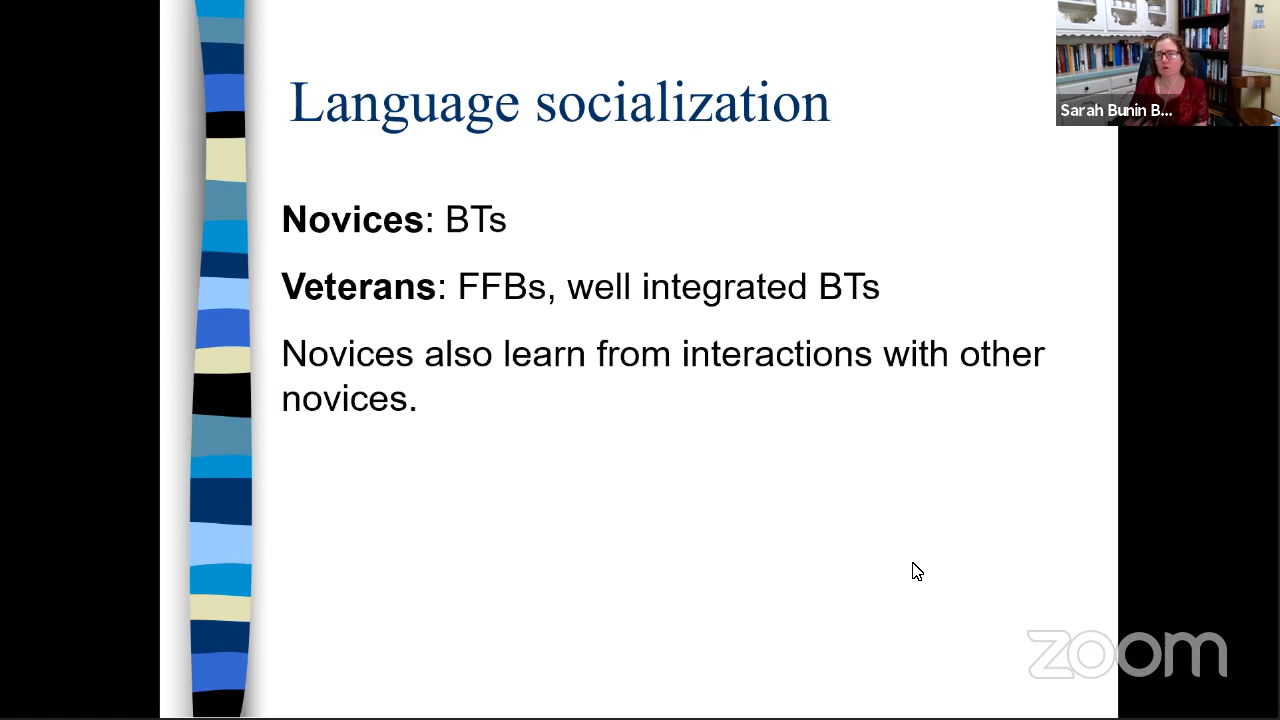 Language socialization
Sarah Bunin B...
Novices: BTs
Veterans: FFBs, well integrated BTs
Novices also learn from interactions with other
novices.
zoom